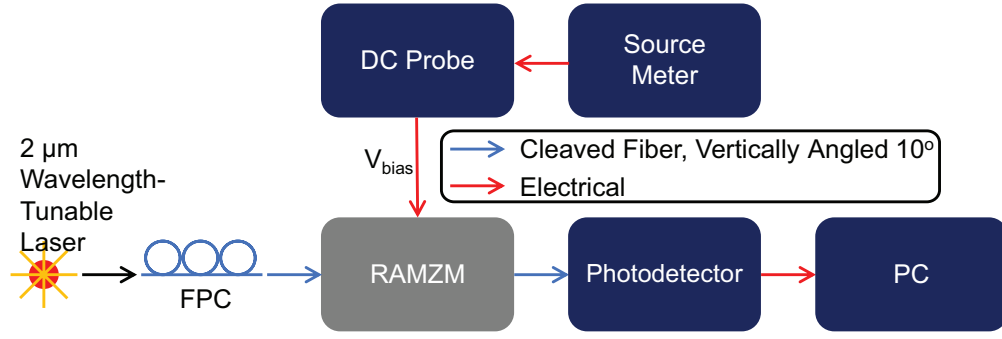 DC Probe
Source
Meter
2 µm
Wavelength-
Tunable
Laser
V_bias
Cleaved Fiber, Vertically Angled 10°
Electrical
FPC
RAMZM
Photodetector
PC